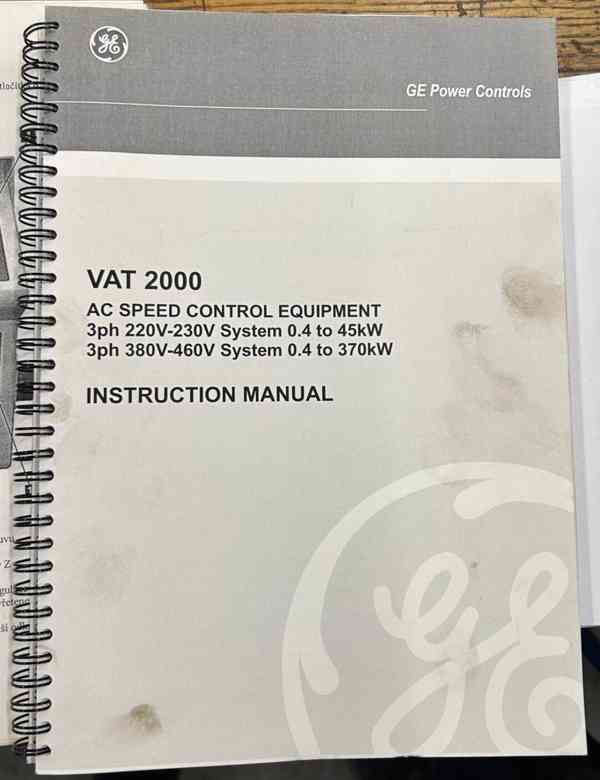 GE
GE Power Controls
VAT 2000
AC SPEED CONTROL EQUIPMENT
3ph 220V-230V System 0.4 to 45kW
3ph 380V-460V System 0.4 to 370kW
INSTRUCTION MANUAL
GE